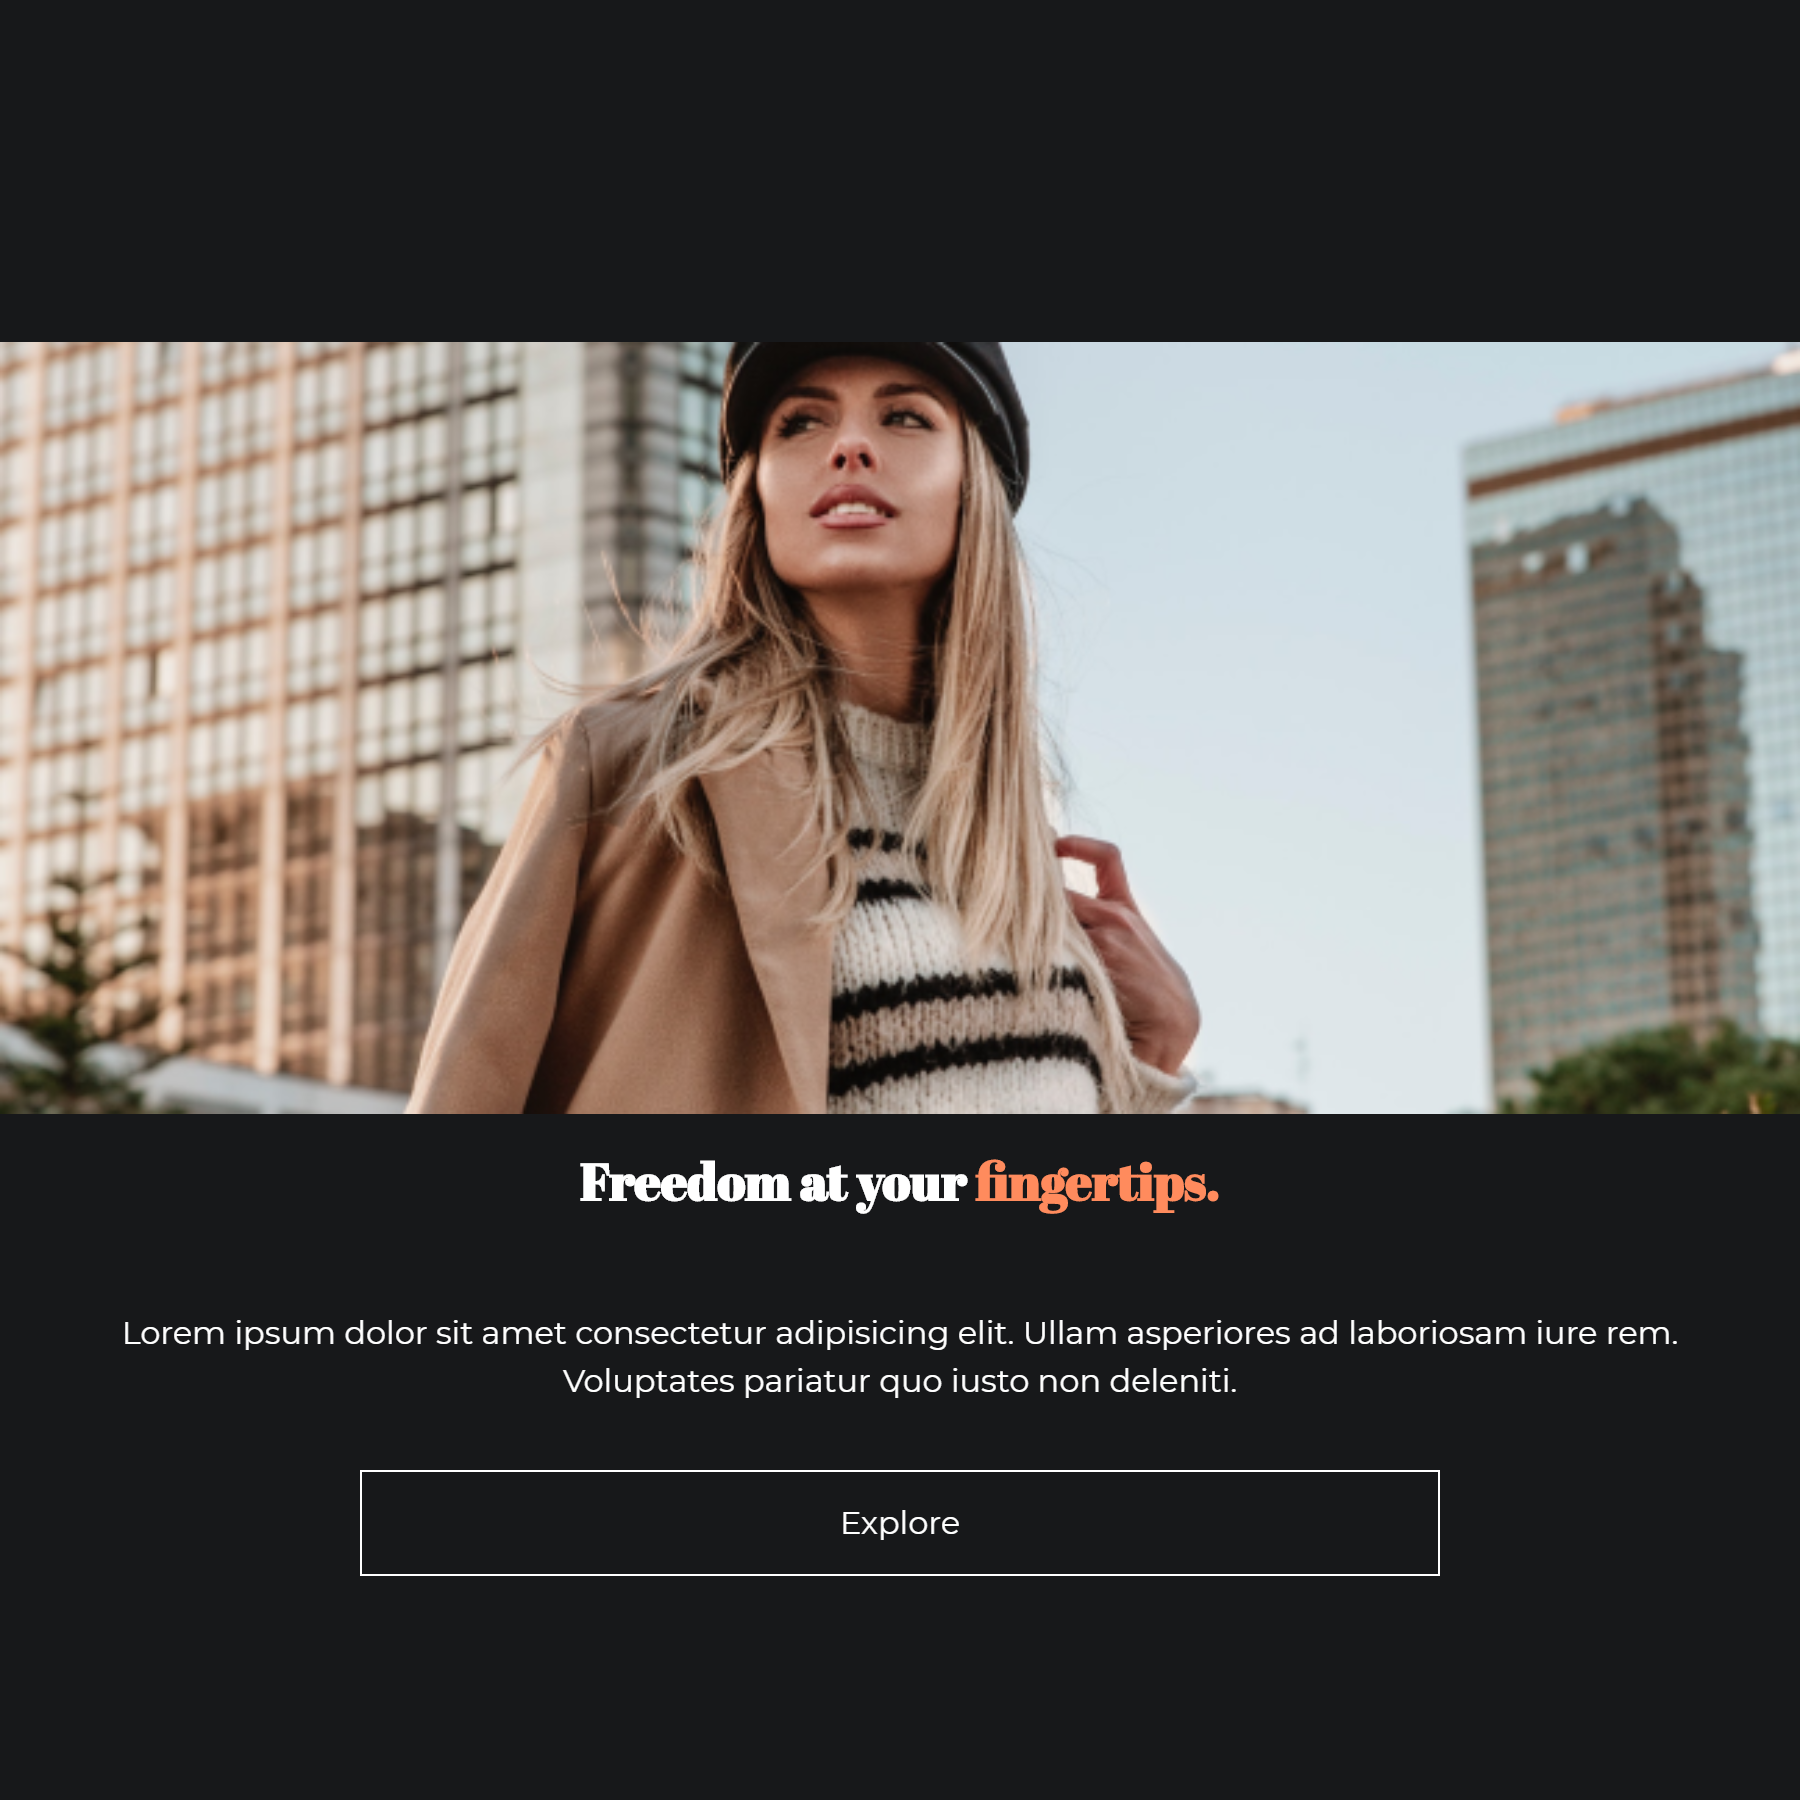 Freedom at your fingertips.
Lorem ipsum dolor sit amet consectetur adipisicing elit. Ullam asperiores ad laboriosam iure rem.
Voluptates pariatur quo iusto non deleniti.
Explore